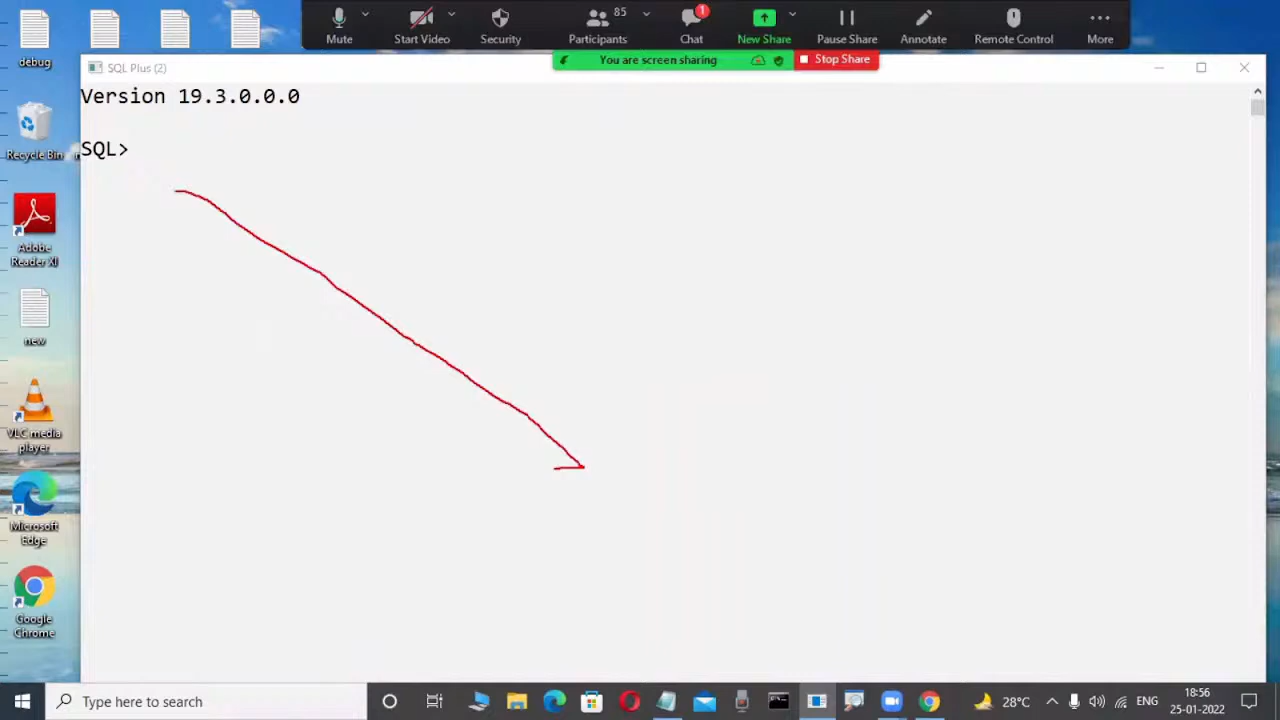 debug
85
1
Mute
Start Video
Security
Participants
Chat
New Share
Pause Share
Annotate
Remote Control
More
You are screen sharing
Stop Share
SQL Plus (2)
Version 19.3.0.0.0
SQL>
Recycle Bin
Adobe
Reader XI
new
VLC media
player
Microsoft
Edge
Google
Chrome
Type here to search
28°C
ENG
18:56
25-01-2022